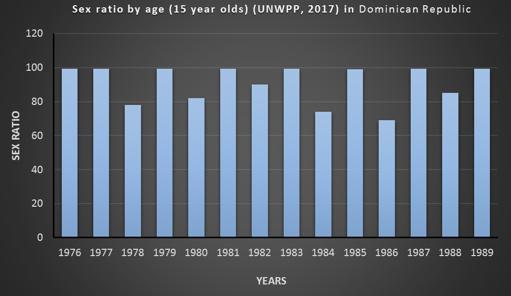 Sex ratio by age (15 year olds) (UNWPP, 2017) in Dominican Republic
120
100
80
60
40
20
0
SEX RATIO
1976 1977 1978 1979 1980 1981 1982 1983 1984 1985 1986 1987 1988 1989
YEARS